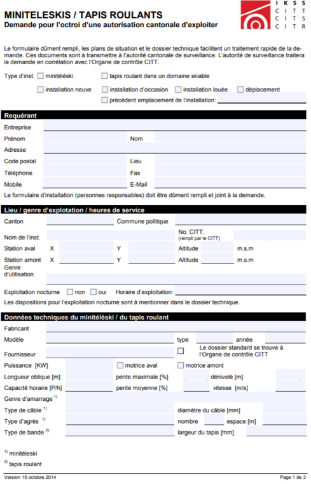 MINITELESKIS / TAPIS ROULANTS
Demande pour l'octroi d'une autorisation cantonale d'exploiter
I K S S
C I T T
C I T S
C I T R
Le formulaire dûment rempli, les plans de situation et le dossier technique facilitent un traitement rapide de la de-
mande. Ces documents sont à transmettre à l'autorité cantonale de surveillance. L'autorité de surveillance traitera
la demande en corrélation avec l'Organe de contrôle CITT.
Type d'inst. minitéléski tapis roulant dans un domaine skiable
installation neuve installation d'occasion installation louée déplacement
précédent emplacement de l'installation:
Requérant
Entreprise
Prénom Nom
Adresse
Code postal Lieu
Téléphone Fax
Mobile E-Mail
Le formulaire d'installation (personnes responsables) doit être dûment rempli et joint à la demande.
Lieu / genre d'explotation / heures de service
Canton Commune politique
Nom de l'inst. No. CITT.
(rempli par le CITT)
Station aval X Y Altitude m.s.m
Station amont X Y Altitude m.s.m
Genre
d'utilisation
Exploitation nocturne non oui Horaire d'exploitation:
Les dispositions pour l'exploitation nocturne sont à mentionner dans le dossier technique.
Données techniques du minitéléski / du tapis roulant
Fabricant
Modèle type année
Fournisseur Le dossier standard se trouve à
l'Organe de contrôle CITT
Puissance [KW] motrice aval motrice amont
Longueur oblique [m] pente maximale [%] dénivelé [m]
Capacité horaire [P/h] pente moyenne [%] vitesse [m/s]
Genre d'amarrage 1)
Type de câble 1) diamètre du câble [mm]
Type d'agrès 1) nombre espace [m]
Type de bande 2) largeur du tapis [mm]
1) minitéléski
2) tapis roulant
Version 15 octobre 2014 Page 1 de 3